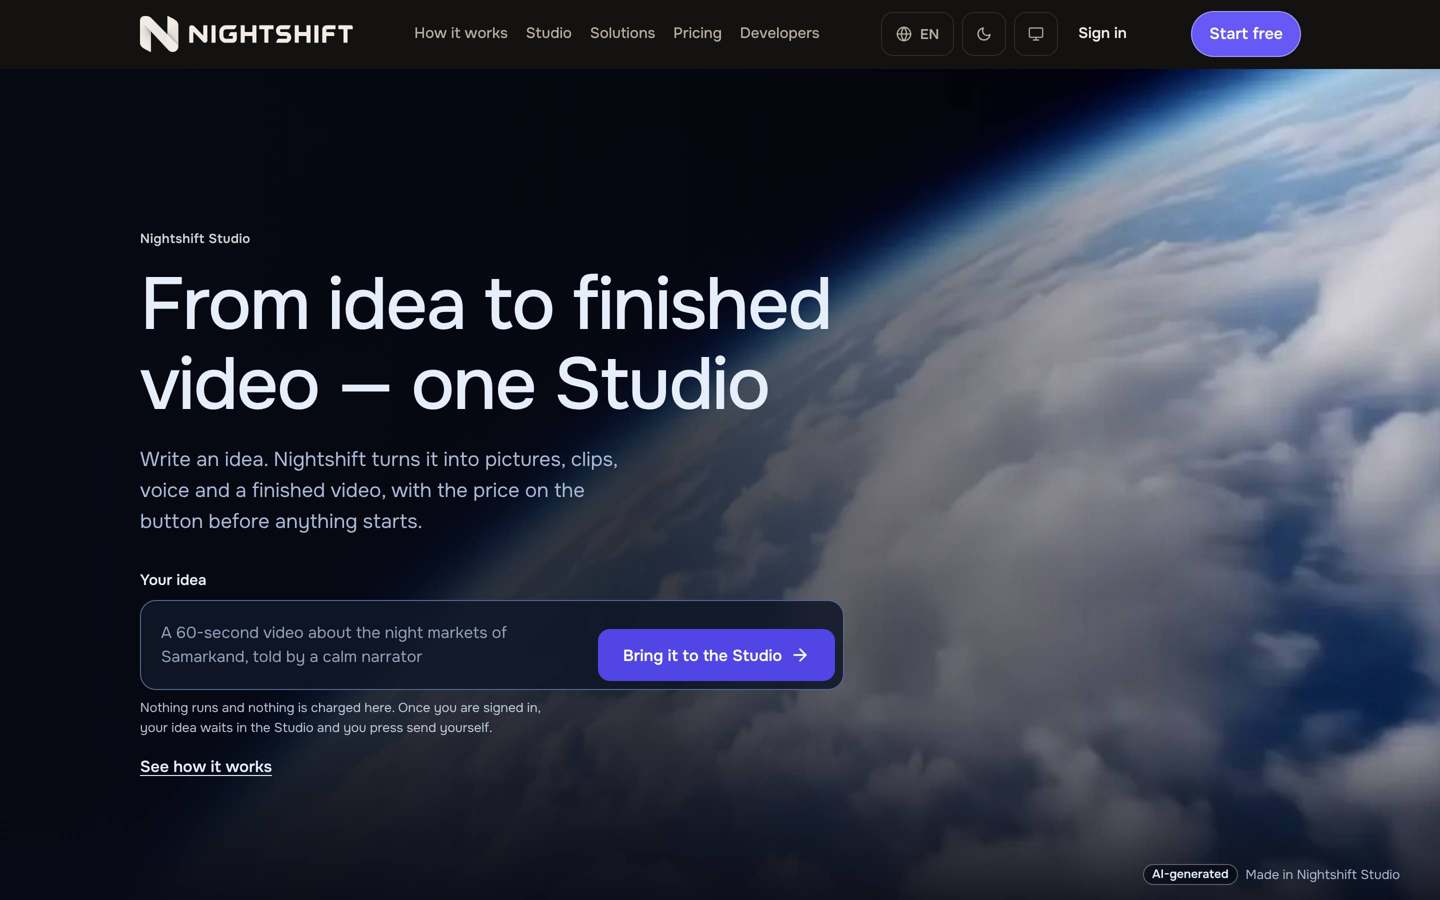 NIGHTSHIFT
How it works
Studio
Solutions
Pricing
Developers
EN
Sign in
Start free
Nightshift Studio
From idea to finished
video — one Studio
Write an idea. Nightshift turns it into pictures, clips,
voice and a finished video, with the price on the
button before anything starts.
Your idea
A 60-second video about the night markets of
Samarkand, told by a calm narrator
Bring it to the Studio
Nothing runs and nothing is charged here. Once you are signed in,
your idea waits in the Studio and you press send yourself.
See how it works
AI-generated
Made in Nightshift Studio